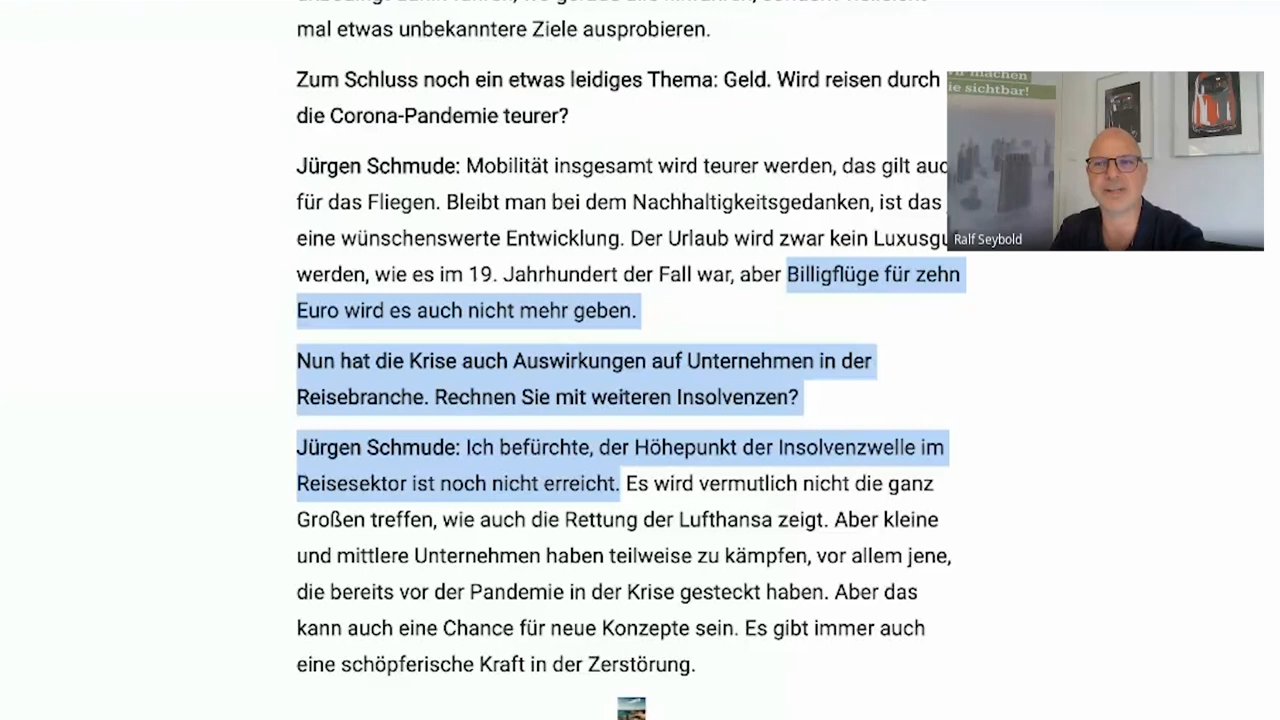 mal etwas unbekanntere Ziele ausprobieren.
Zum Schluss noch ein etwas leidiges Thema: Geld. Wird reisen durch
die Corona-Pandemie teurer?
Jürgen Schmude: Mobilität insgesamt wird teurer werden, das gilt auc
für das Fliegen. Bleibt man bei dem Nachhaltigkeitsgedanken, ist das
eine wünschenswerte Entwicklung. Der Urlaub wird zwar kein Luxusgu
werden, wie es im 19. Jahrhundert der Fall war, aber Billigflüge für zehn
Euro wird es auch nicht mehr geben.
Nun hat die Krise auch Auswirkungen auf Unternehmen in der
Reisebranche. Rechnen Sie mit weiteren Insolvenzen?
Jürgen Schmude: Ich befürchte, der Höhepunkt der Insolvenzwelle im
Reisesektor ist noch nicht erreicht. Es wird vermutlich nicht die ganz
Großen treffen, wie auch die Rettung der Lufthansa zeigt. Aber kleine
und mittlere Unternehmen haben teilweise zu kämpfen, vor allem jene,
die bereits vor der Pandemie in der Krise gesteckt haben. Aber das
kann auch eine Chance für neue Konzepte sein. Es gibt immer auch
eine schöpferische Kraft in der Zerstörung.
machen
ie sichtbar!
Ralf Seybold